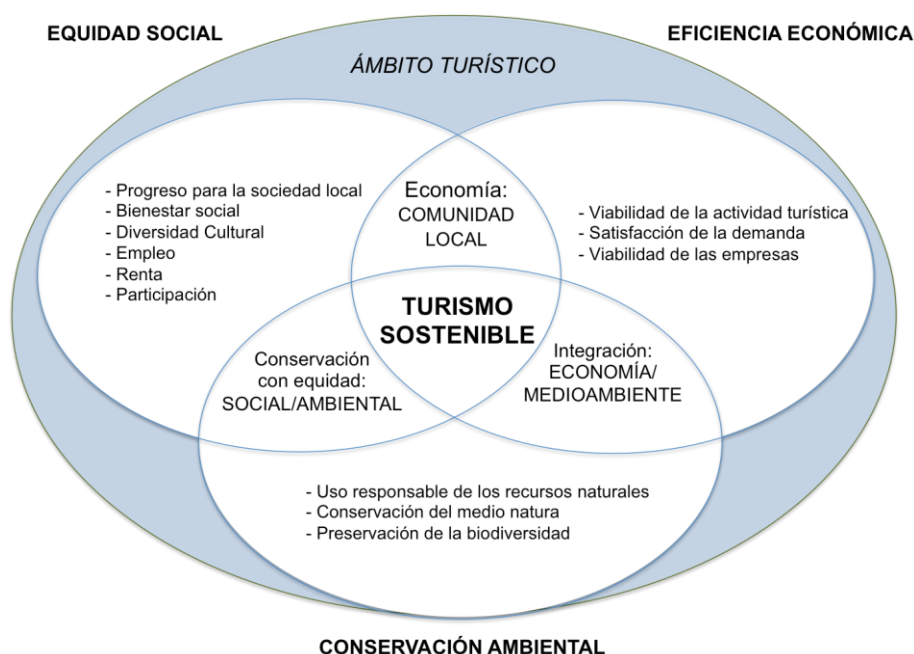 EQUIDAD SOCIAL
EFICIENCIA ECONÓMICA
ÁMBITO TURÍSTICO
- Progreso para la sociedad local
- Bienestar social
- Diversidad Cultural
- Empleo
- Renta
- Participación
Economía:
COMUNIDAD
LOCAL
- Viabilidad de la actividad turística
- Satisfacción de la demanda
- Viabilidad de las empresas
TURISMO
SOSTENIBLE
Conservación
con equidad:
SOCIAL/AMBIENTAL
Integración:
ECONOMÍA/
MEDIOAMBIENTE
- Uso responsable de los recursos naturales
- Conservación del medio natura
- Preservación de la biodiversidad
CONSERVACIÓN AMBIENTAL